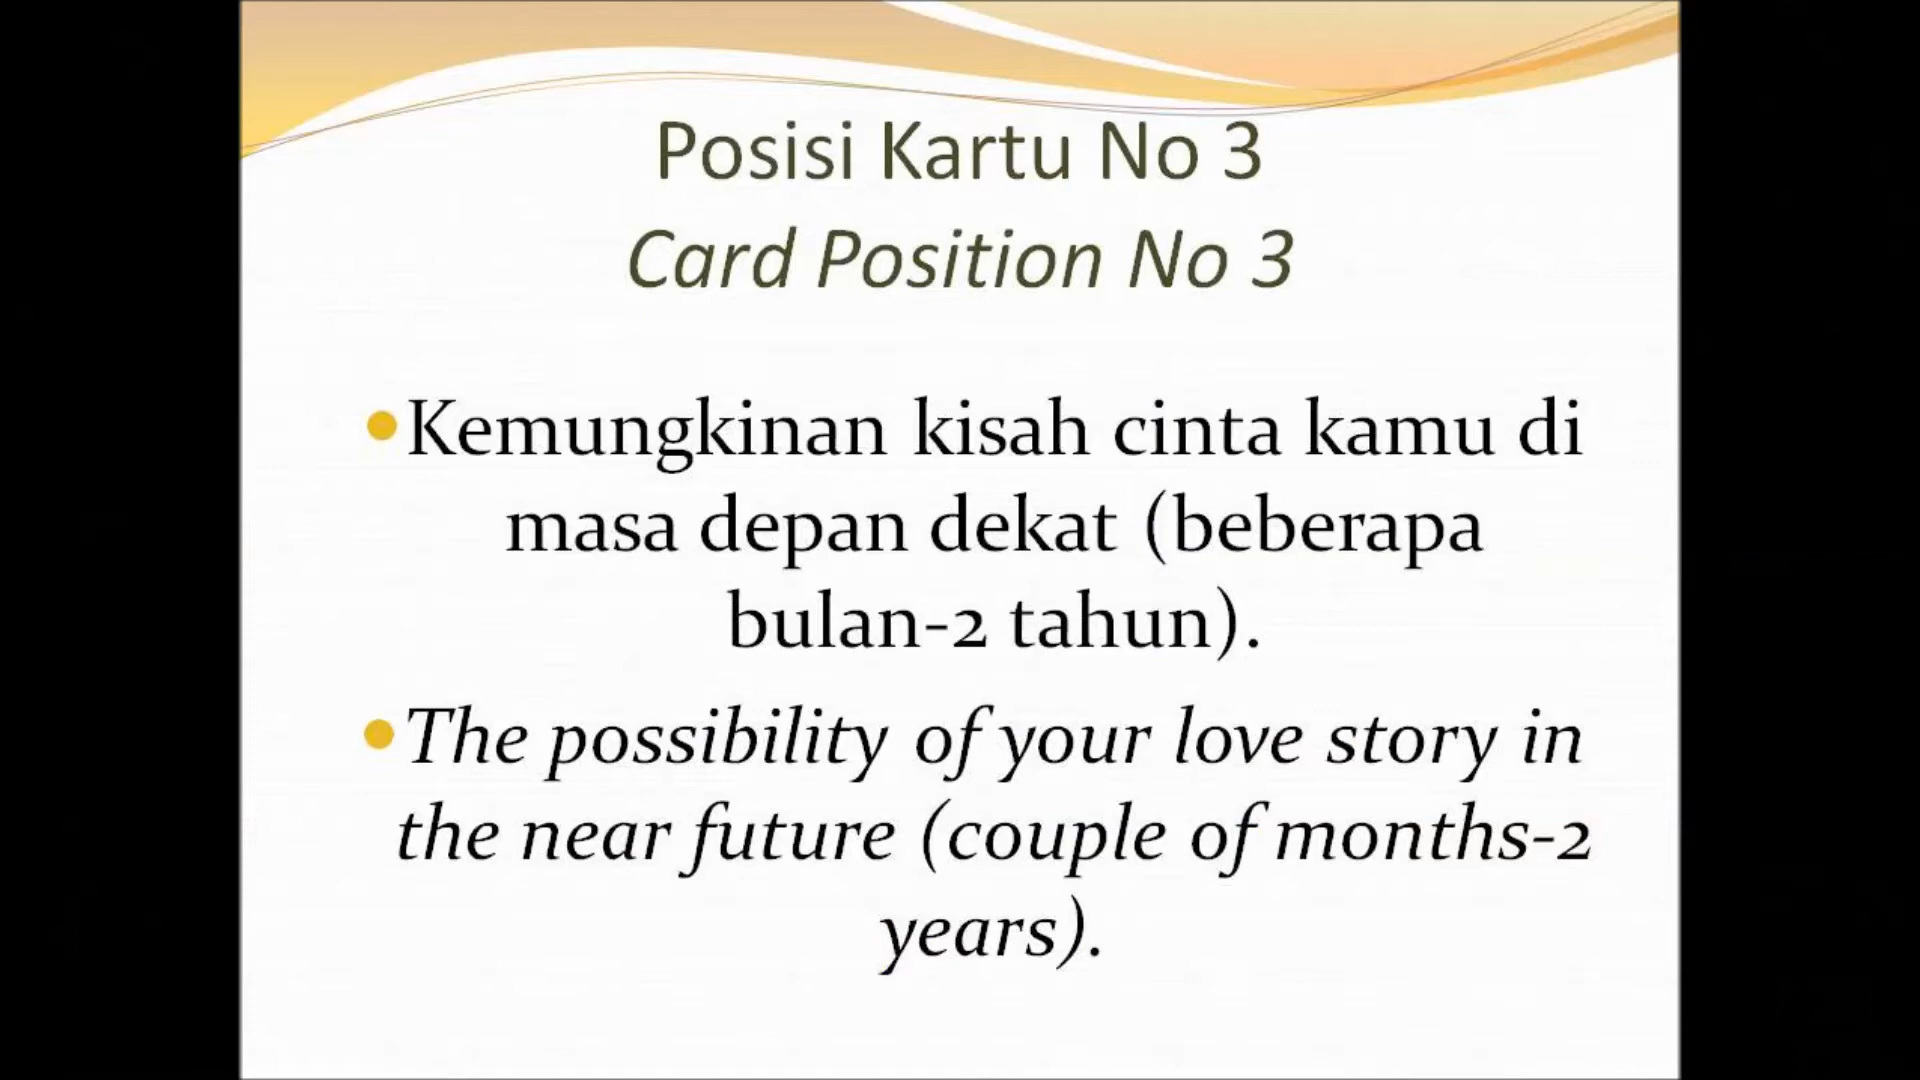 Posisi Kartu No 3
Card Position No 3
•Kemungkinan kisah cinta kamu di
masa depan dekat (beberapa
bulan-2 tahun).
•The possibility of your love story in
the near future (couple of months-2
years).